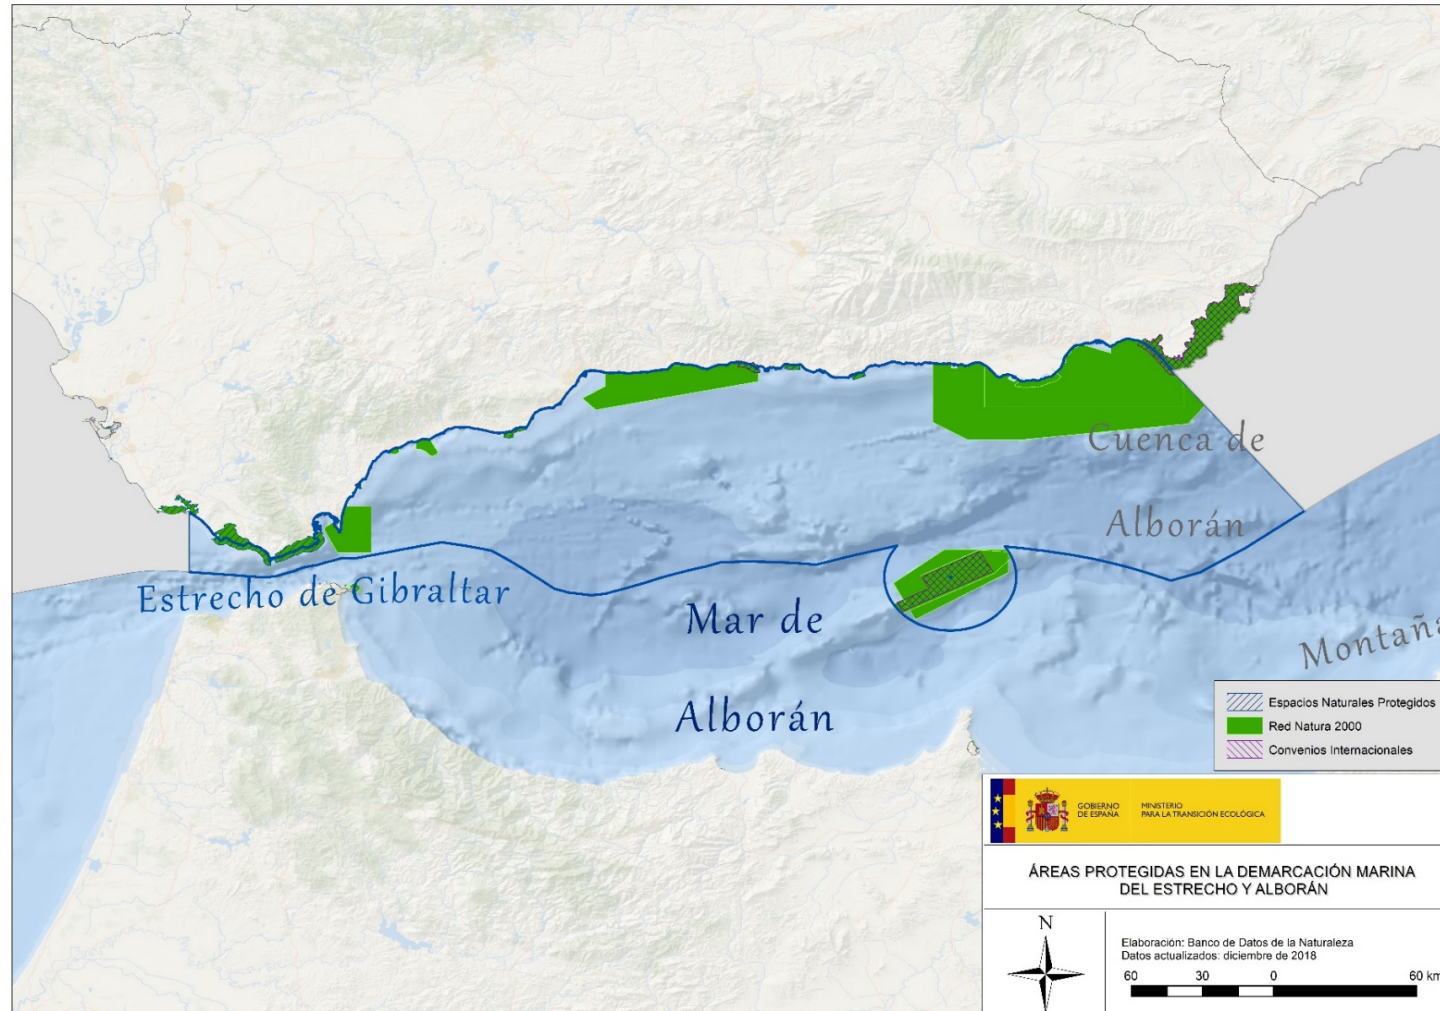 Cuenca de
Alborán
Estrecho de Gibraltar
Mar de
Alborán
Montaña
Espacios Naturales Protegidos
Red Natura 2000
Convenios Internacionales
GOBIERNO
DE ESPAÑA
MINISTERIO
PARA LA TRANSICIÓN ECOLÓGICA
ÁREAS PROTEGIDAS EN LA DEMARCACIÓN MARINA
DEL ESTRECHO Y ALBORÁN
N
Elaboración: Banco de Datos de la Naturaleza
Datos actualizados: diciembre de 2018
60 30 0 60 km